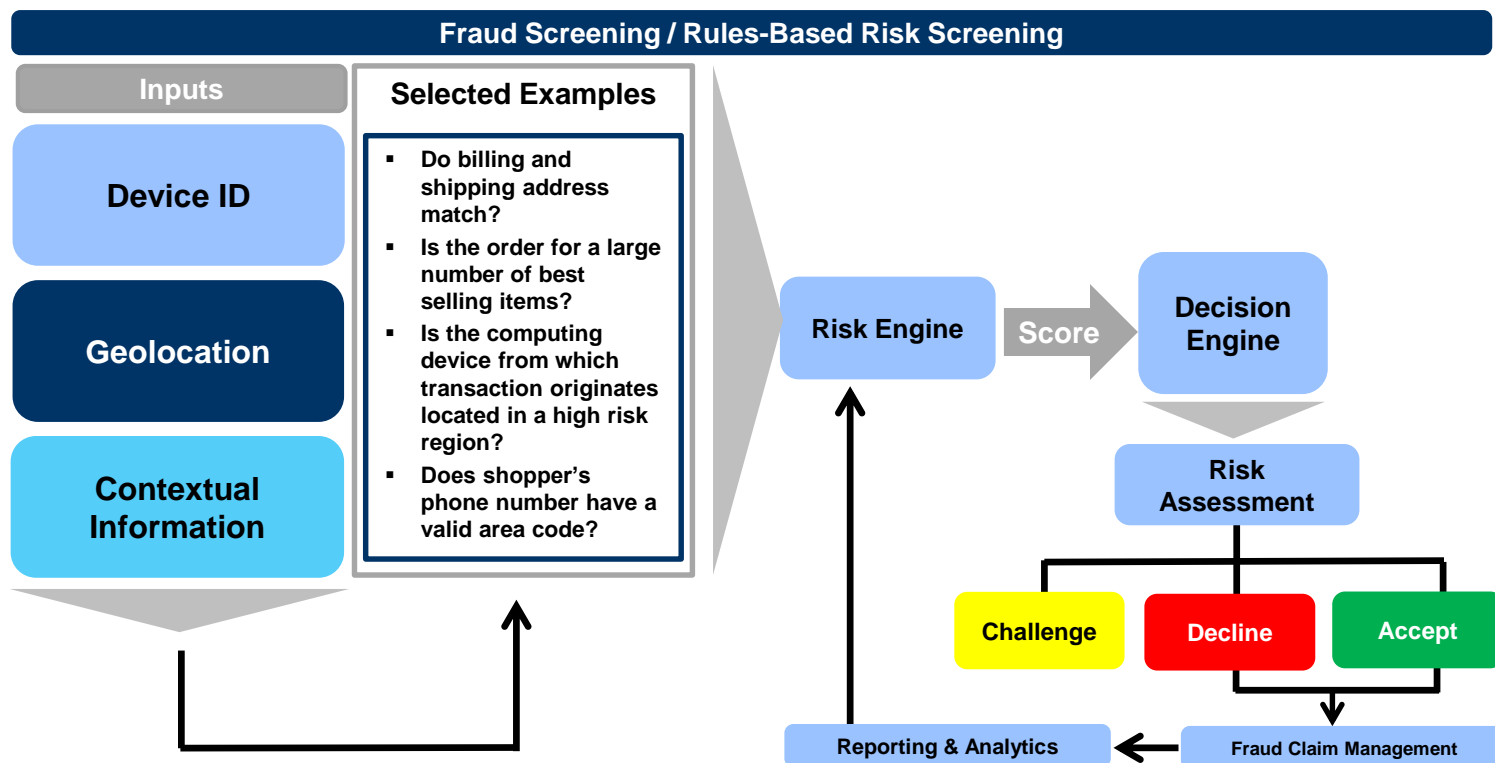 Fraud Screening / Rules-Based Risk Screening
Inputs
Device ID
Geolocation
Contextual
Information
Selected Examples
▪ Do billing and
shipping address
match?
▪ Is the order for a large
number of best
selling items?
▪ Is the computing
device from which
transaction originates
located in a high risk
region?
▪ Does shopper’s
phone number have a
valid area code?
Risk Engine
Score
Decision
Engine
Risk
Assessment
Challenge
Decline
Accept
Reporting & Analytics
Fraud Claim Management